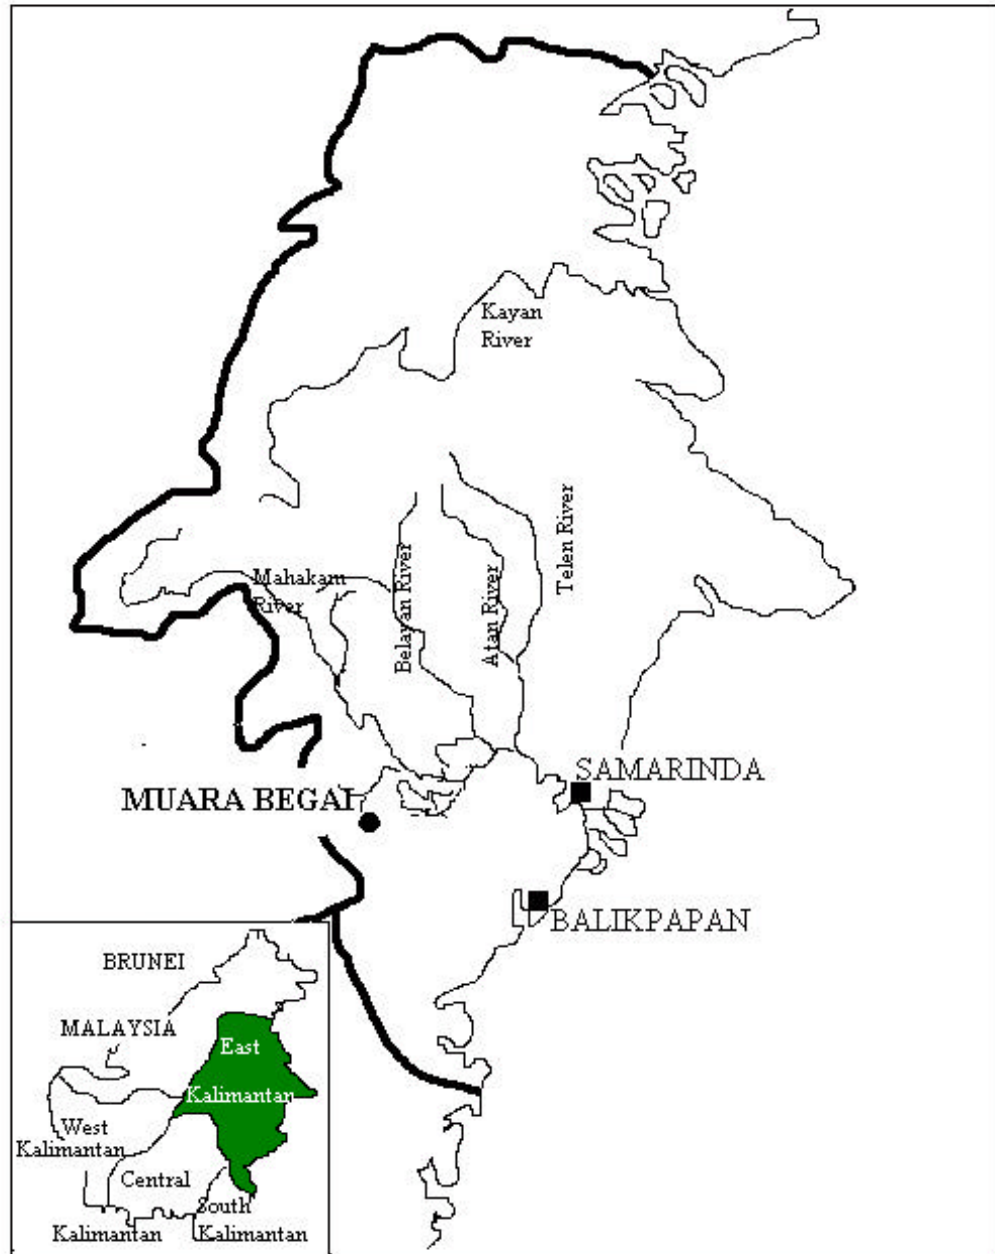 Kayan
River
Telen River
Mahakam
River
Belayan River
Atan River
SAMARINDA
MUARA BEGAI
BALIKPAPAN
BRUNEI
MALAYSIA
East
Kalimantan
West
Kalimantan
Central
Kalimantan
South
Kalimantan